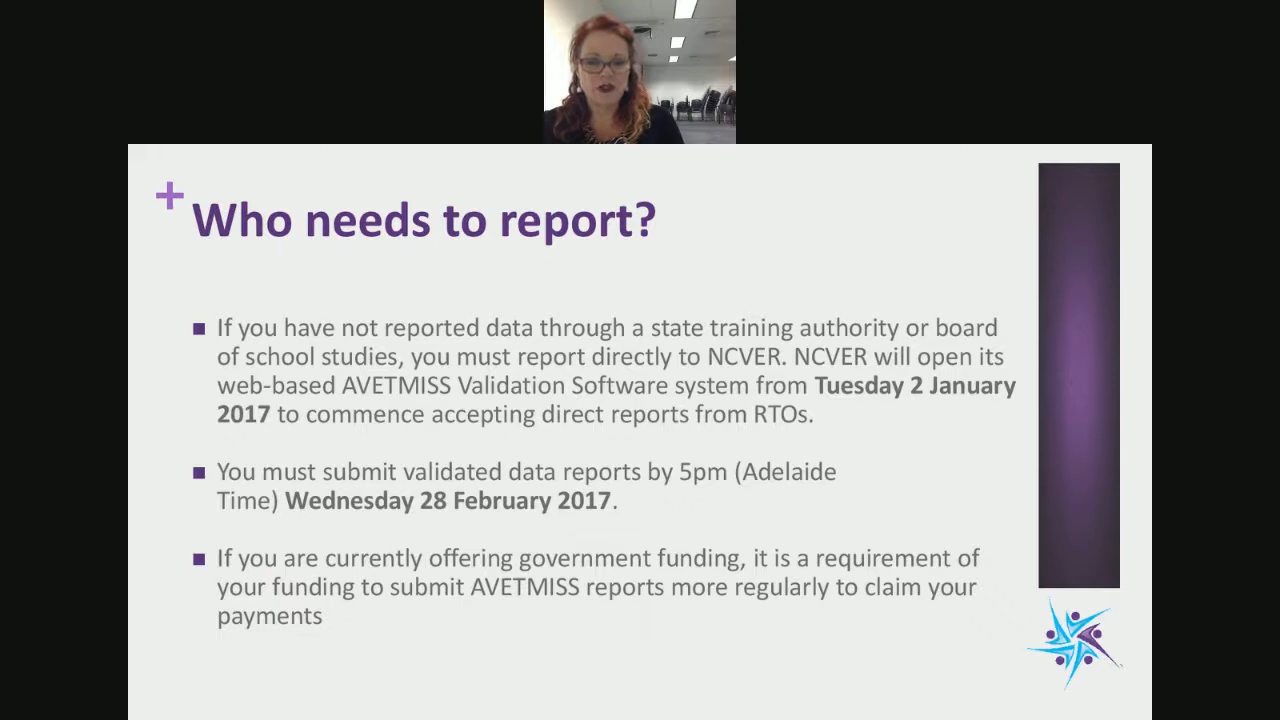 +
Who needs to report?
If you have not reported data through a state training authority or board
of school studies, you must report directly to NCVER. NCVER will open its
web-based AVETMISS Validation Software system from Tuesday 2 January
2017 to commence accepting direct reports from RTOs.
You must submit validated data reports by 5pm (Adelaide
Time) Wednesday 28 February 2017.
If you are currently offering government funding, it is a requirement of
your funding to submit AVETMISS reports more regularly to claim your
payments